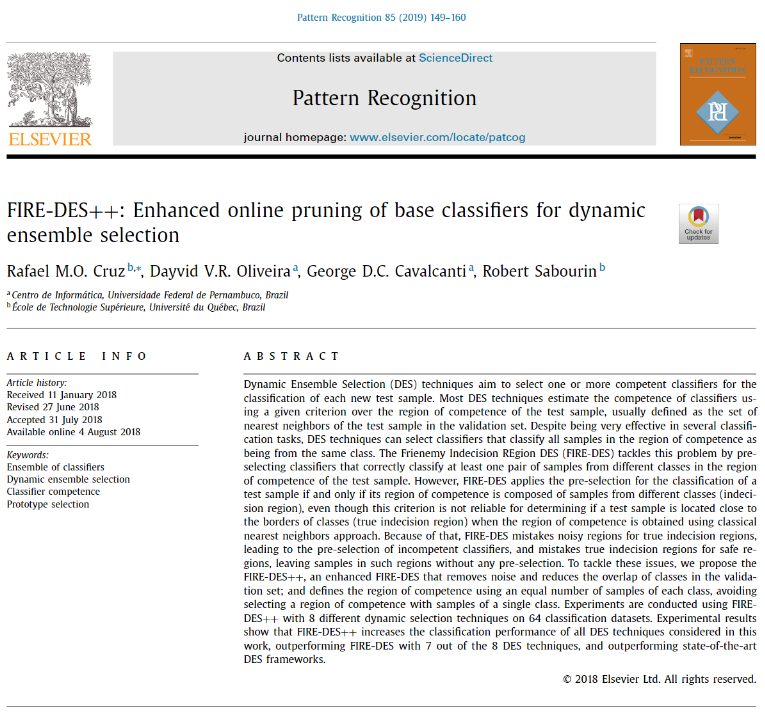 Pattern Recognition 85 (2019) 149–160
Contents lists available at ScienceDirect
Pattern Recognition
journal homepage: www.elsevier.com/locate/patcog
ELSEVIER
PATTERN
RECOGNITION
FIRE-DES++: Enhanced online pruning of base classifiers for dynamic
ensemble selection
Check for
updates
Rafael M.O. Cruz b,*, Dayvid V.R. Oliveira a, George D.C. Cavalcanti a, Robert Sabourin b
a Centro de Informática, Universidade Federal de Pernambuco, Brazil
b École de Technologie Supérieure, Université du Québec, Brazil
ARTICLE INFO
Article history:
Received 11 January 2018
Revised 27 June 2018
Accepted 31 July 2018
Available online 4 August 2018
Keywords:
Ensemble of classifiers
Dynamic ensemble selection
Classifier competence
Prototype selection
ABSTRACT
Dynamic Ensemble Selection (DES) techniques aim to select one or more competent classifiers for the
classification of each new test sample. Most DES techniques estimate the competence of classifiers us-
ing a given criterion over the region of competence of the test sample, usually defined as the set of
nearest neighbors of the test sample in the validation set. Despite being very effective in several classifi-
cation tasks, DES techniques can select classifiers that classify all samples in the region of competence as
being from the same class. The Frienemy Indecision REgion DES (FIRE-DES) tackles this problem by pre-
selecting classifiers that correctly classify at least one pair of samples from different classes in the region
of competence of the test sample. However, FIRE-DES applies the pre-selection for the classification of a
test sample if and only if its region of competence is composed of samples from different classes (indeci-
sion region), even though this criterion is not reliable for determining if a test sample is located close to
the borders of classes (true indecision region) when the region of competence is obtained using classical
nearest neighbors approach. Because of that, FIRE-DES mistakes noisy regions for true indecision regions,
leading to the pre-selection of incompetent classifiers, and mistakes true indecision regions for safe re-
gions, leaving samples in such regions without any pre-selection. To tackle these issues, we propose the
FIRE-DES++, an enhanced FIRE-DES that removes noise and reduces the overlap of classes in the valida-
tion set; and defines the region of competence using an equal number of samples of each class, avoiding
selecting a region of competence with samples of a single class. Experiments are conducted using FIRE-
DES++ with 8 different dynamic selection techniques on 64 classification datasets. Experimental results
show that FIRE-DES++ increases the classification performance of all DES techniques considered in this
work, outperforming FIRE-DES with 7 out of the 8 DES techniques, and outperforming state-of-the-art
DES frameworks.
© 2018 Elsevier Ltd. All rights reserved.